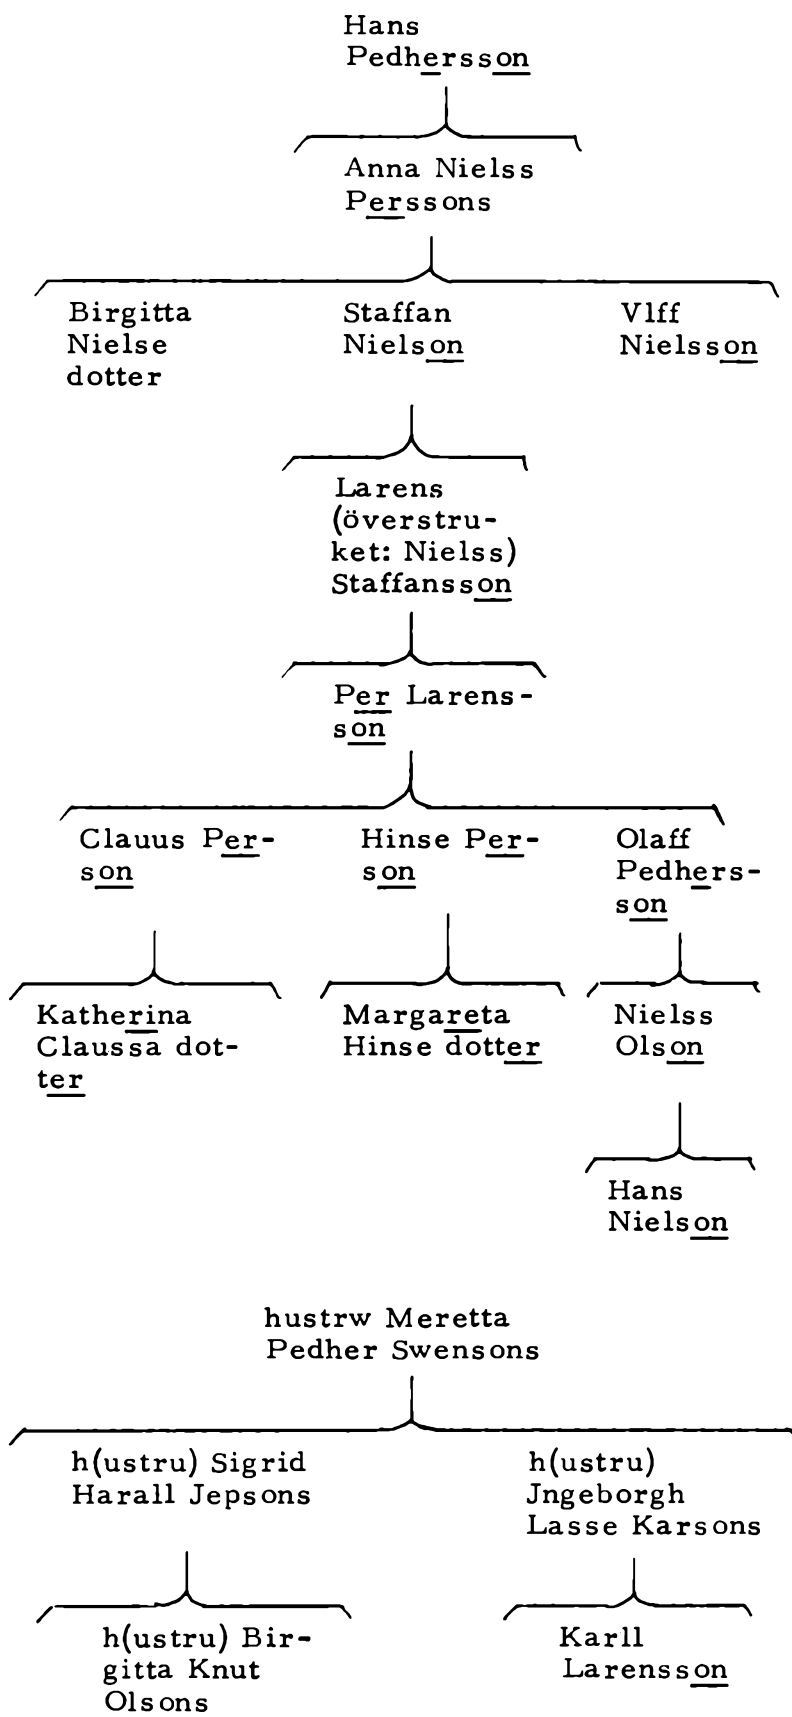 Hans
Pedhersson
Anna Nielss
Perssons
Birgitta
Nielse
dotter
Staffan
Nielson
Vlff
Nielsson
Larens
(överstru-
ket: Nielss)
Staffansson
Per Larens-
son
Clauus Per-
son
Hinse Per-
son
Olaff
Pedhers-
son
Katherina
Claussa dot-
ter
Margareta
Hinse dotter
Nielss
Olson
Hans
Nielson
hustrw Meretta
Pedher Swensons
h(ustru) Sigrid
Harall Jepsons
h(ustru)
Jngeborgh
Lasse Karsons
h(ustru) Bir-
gitta Knut
Olsons
Karll
Larensson